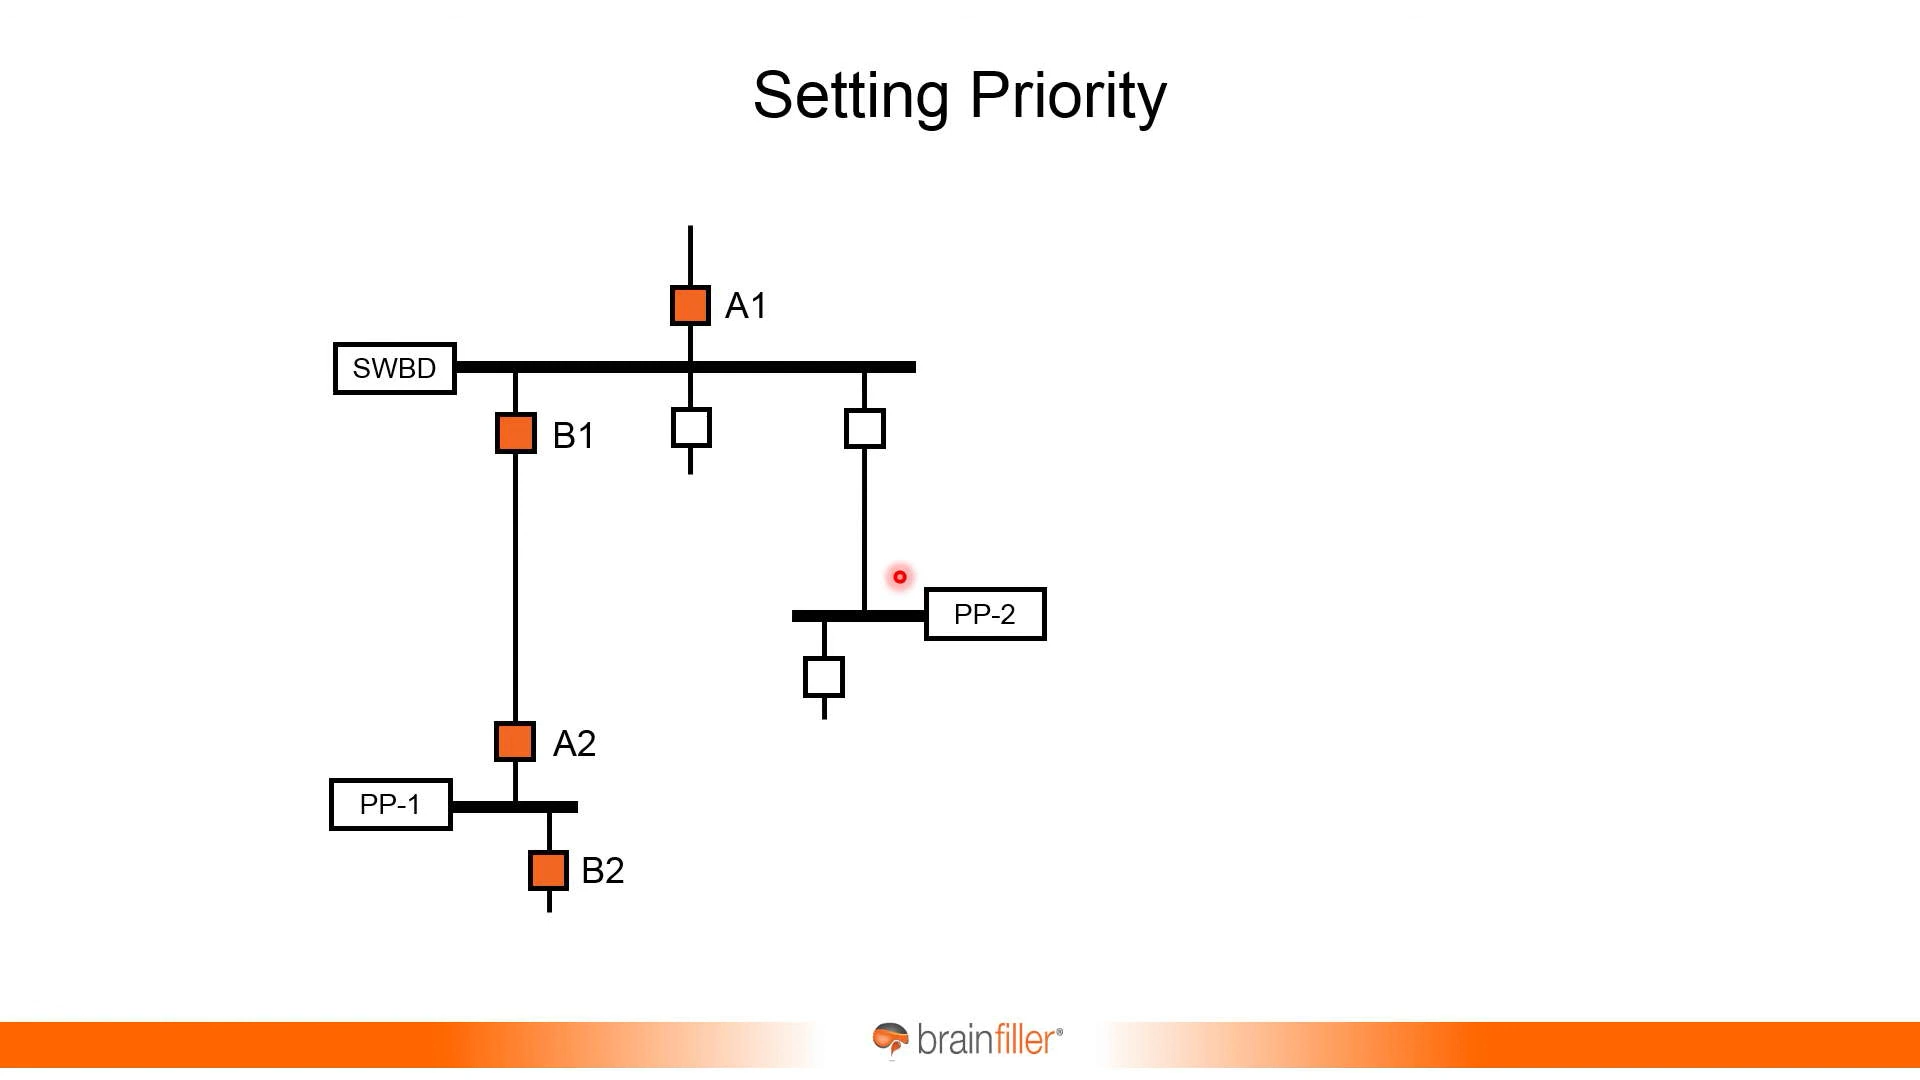 Setting Priority
A1
SWBD
B1
PP-2
A2
PP-1
B2
brainfiller®